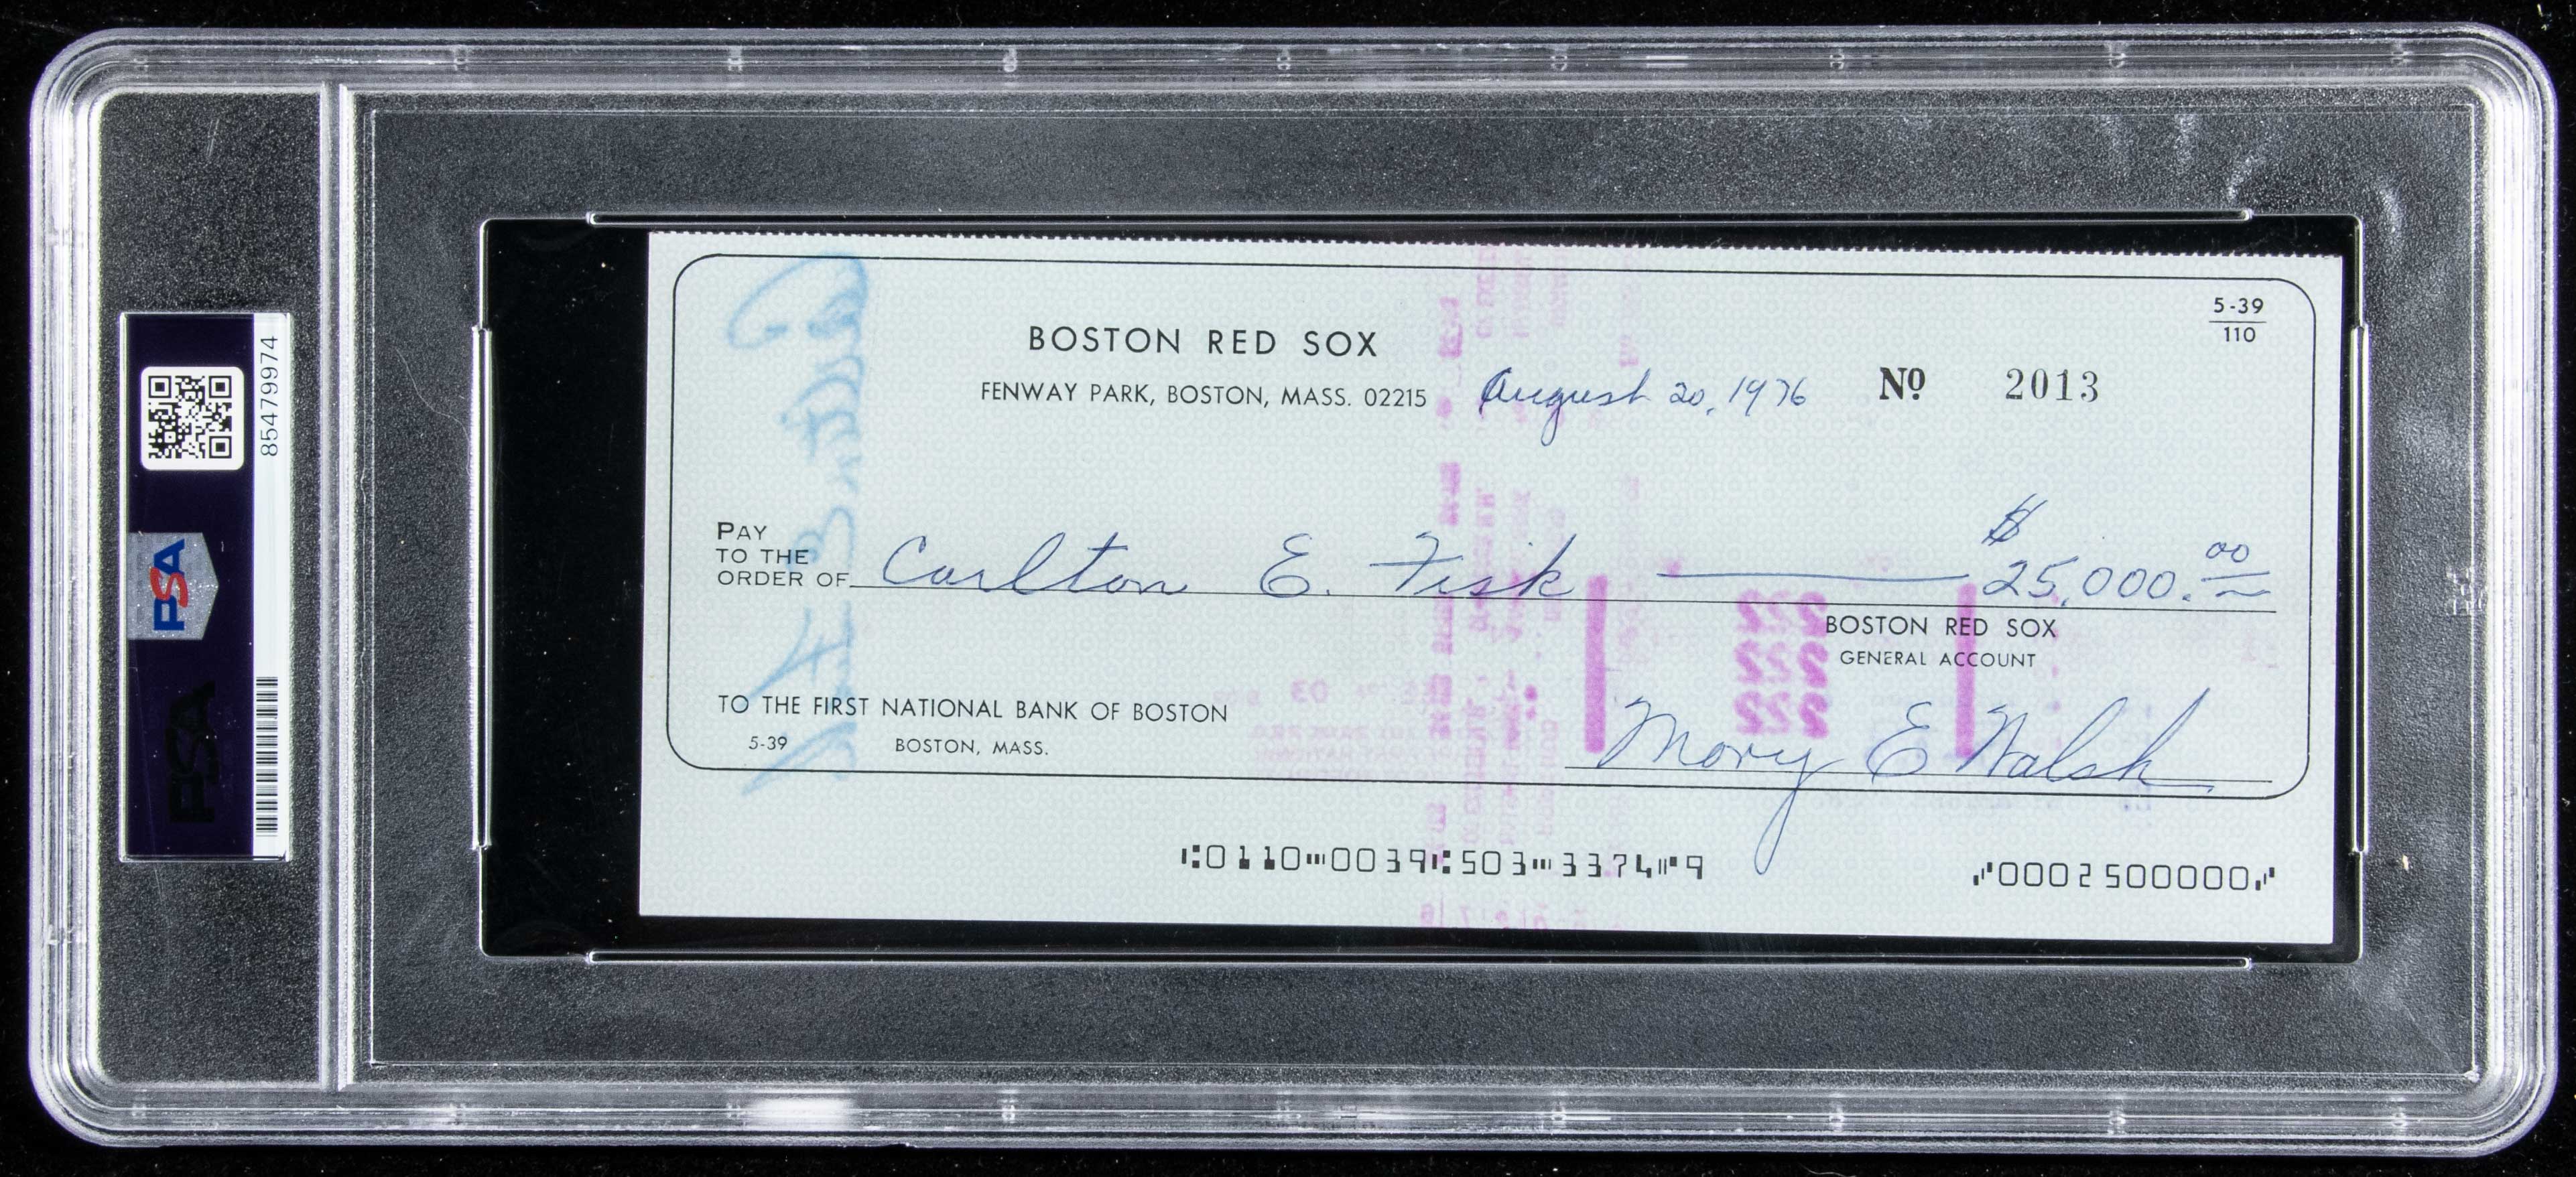 85479974
PSA
PSA
5-39
110
BOSTON RED SOX
FENWAY PARK, BOSTON, MASS. 02215 August 20, 1976 No 2013
PAY
TO THE
ORDER OF Carlton E. Fisk $ 25,000.00
BOSTON RED SOX
GENERAL ACCOUNT
TO THE FIRST NATIONAL BANK OF BOSTON
5-39 BOSTON, MASS.
Mary E Walsh
⑆0110⑉0039⑆503⑉3374⑈9 ⑇0002500000⑇